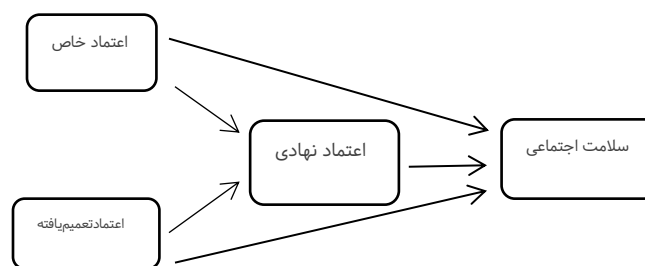 اعتماد خاص
اعتماد نهادی
سلامت اجتماعی
اعتمادتعمیم‌یافته